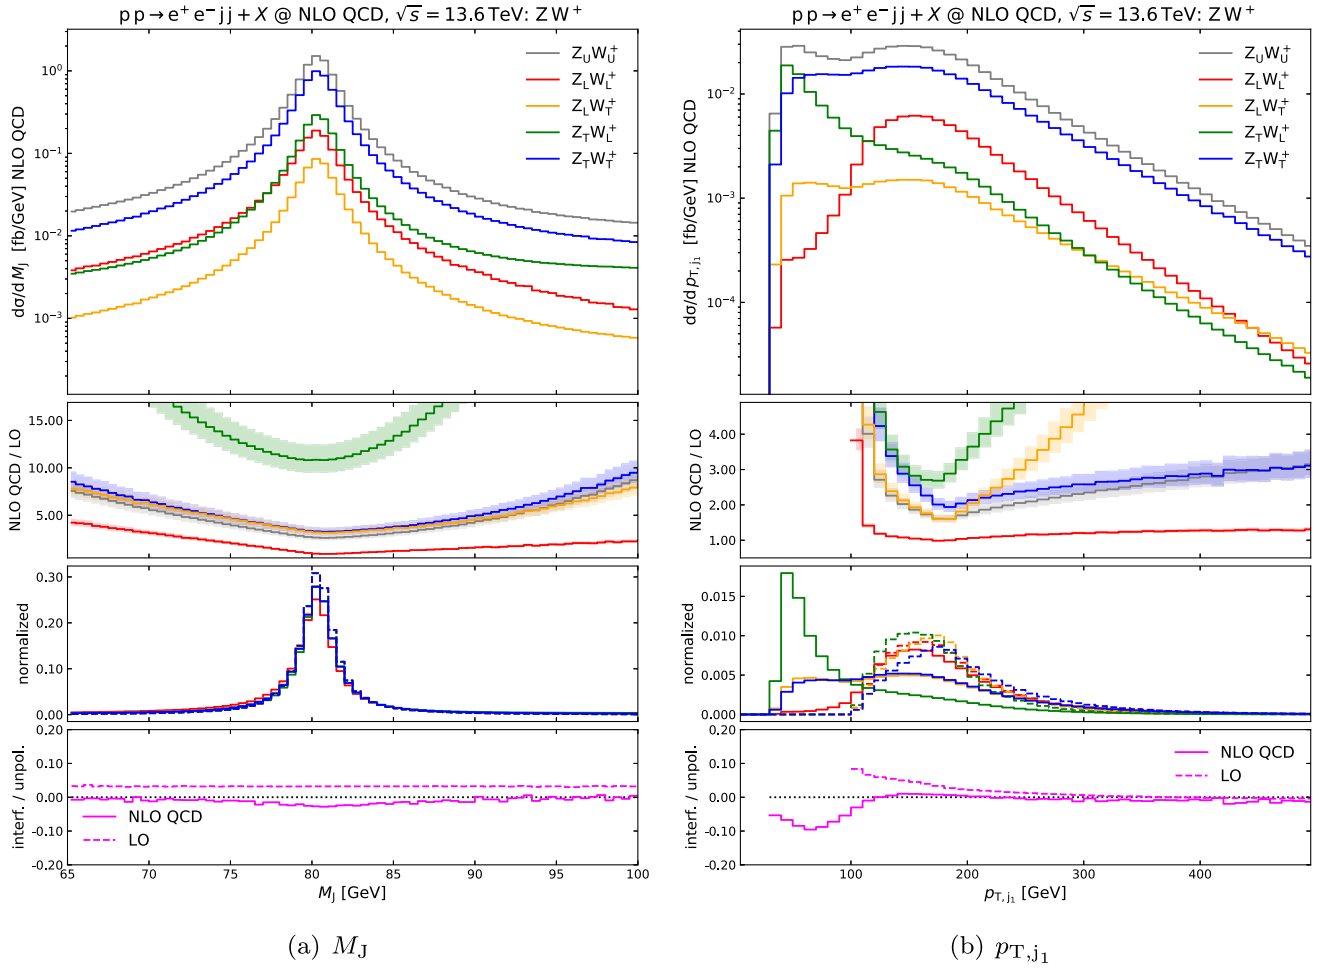 p p → e⁺ e⁻ j j + X @ NLO QCD, √s = 13.6 TeV: Z W⁺
dσ/d M_J [fb/GeV] NLO QCD
10⁰
10⁻¹
10⁻²
10⁻³
Z_U W_U⁺
Z_L W_L⁺
Z_L W_T⁺
Z_T W_L⁺
Z_T W_T⁺
NLO QCD / LO
15.00
10.00
5.00
normalized
0.30
0.20
0.10
0.00
interf. / unpol.
0.20
0.10
0.00
-0.10
-0.20
NLO QCD
LO
65 70 75 80 85 90 95 100
M_J [GeV]
(a) M_J
p p → e⁺ e⁻ j j + X @ NLO QCD, √s = 13.6 TeV: Z W⁺
dσ/d p_T,j₁ [fb/GeV] NLO QCD
10⁻²
10⁻³
10⁻⁴
Z_U W_U⁺
Z_L W_L⁺
Z_L W_T⁺
Z_T W_L⁺
Z_T W_T⁺
NLO QCD / LO
4.00
3.00
2.00
1.00
normalized
0.015
0.010
0.005
0.000
interf. / unpol.
0.20
0.10
0.00
-0.10
-0.20
NLO QCD
LO
100 200 300 400
p_T,j₁ [GeV]
(b) p_T,j₁